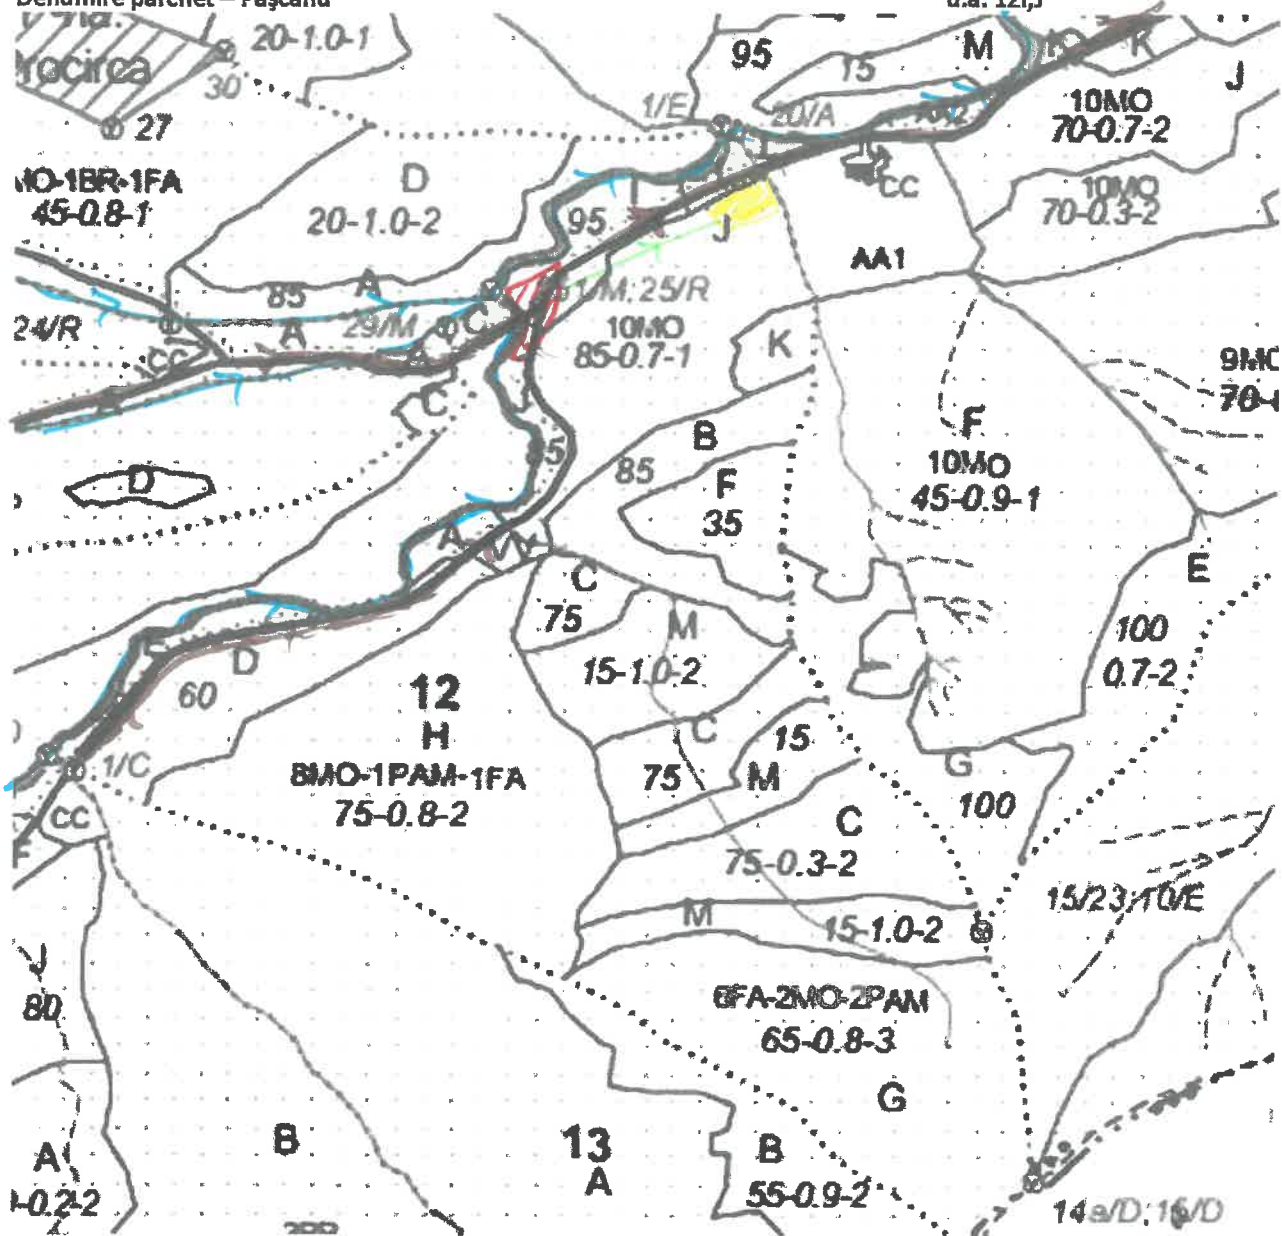 Denumire parchet – Pașcanu
u.a. 12I,J
20-1.0-1
rocirca
30
27
95
15
M
K
J
1/E
20/A
10MO
70-0.7-2
MO-1BR-1FA
45-0.8-1
D
20-1.0-2
95
CC
10MO
70-0.3-2
J
AA1
85
A
24/R
A
29/M
C
1/M; 25/R
10MO
85-0.7-1
K
CC
A
C
9MO
F
10MO
45-0.9-1
B
85
F
35
D
A
V
C
75
M
15-1.0-2
E
100
0.7-2
D
60
12
H
8MO-1PAM-1FA
75-0.8-2
C
15
75
M
G
100
1/C
CC
C
75-0.3-2
M
15-1.0-2
15/23;10/E
J
80
6FA-2MO-2PAM
65-0.8-3
G
B
13
A
B
55-0.9-2
A
-0.2-2
14a/D;